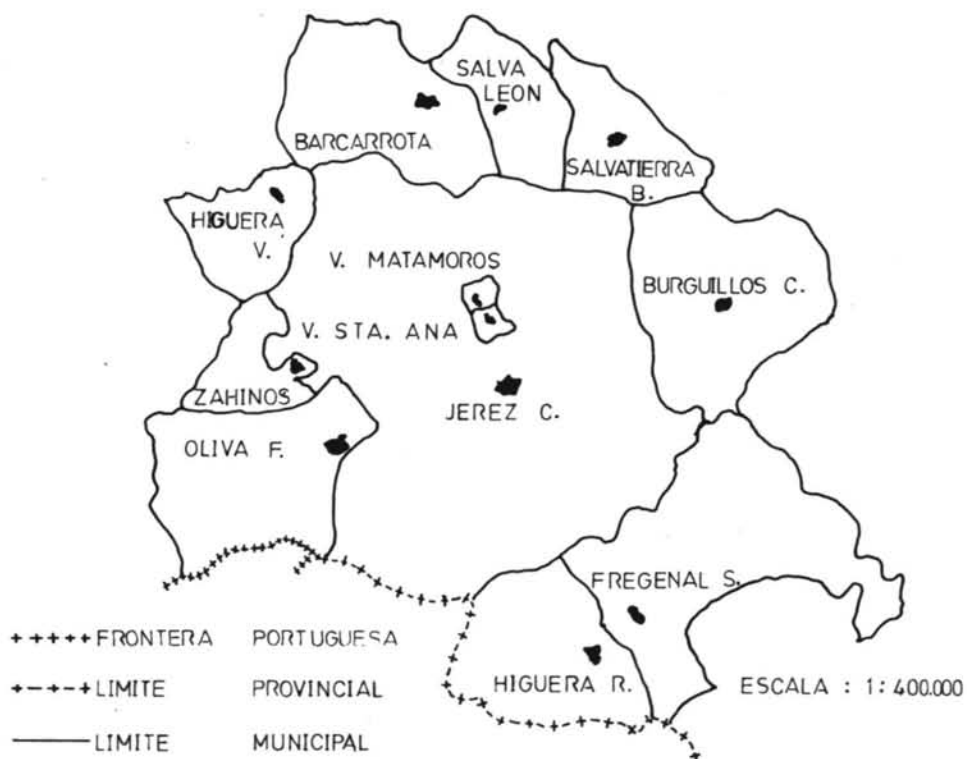 SALVA
LEON
BARCARROTA
SALVATIERRA
B.
HIGUERA
V.
V. MATAMOROS
BURGUILLOS C.
V. STA. ANA
ZAHINOS
JEREZ C.
OLIVA F.
FREGENAL S.
HIGUERA R.
FRONTERA PORTUGUESA
LIMITE PROVINCIAL
LIMITE MUNICIPAL
ESCALA : 1: 400.000